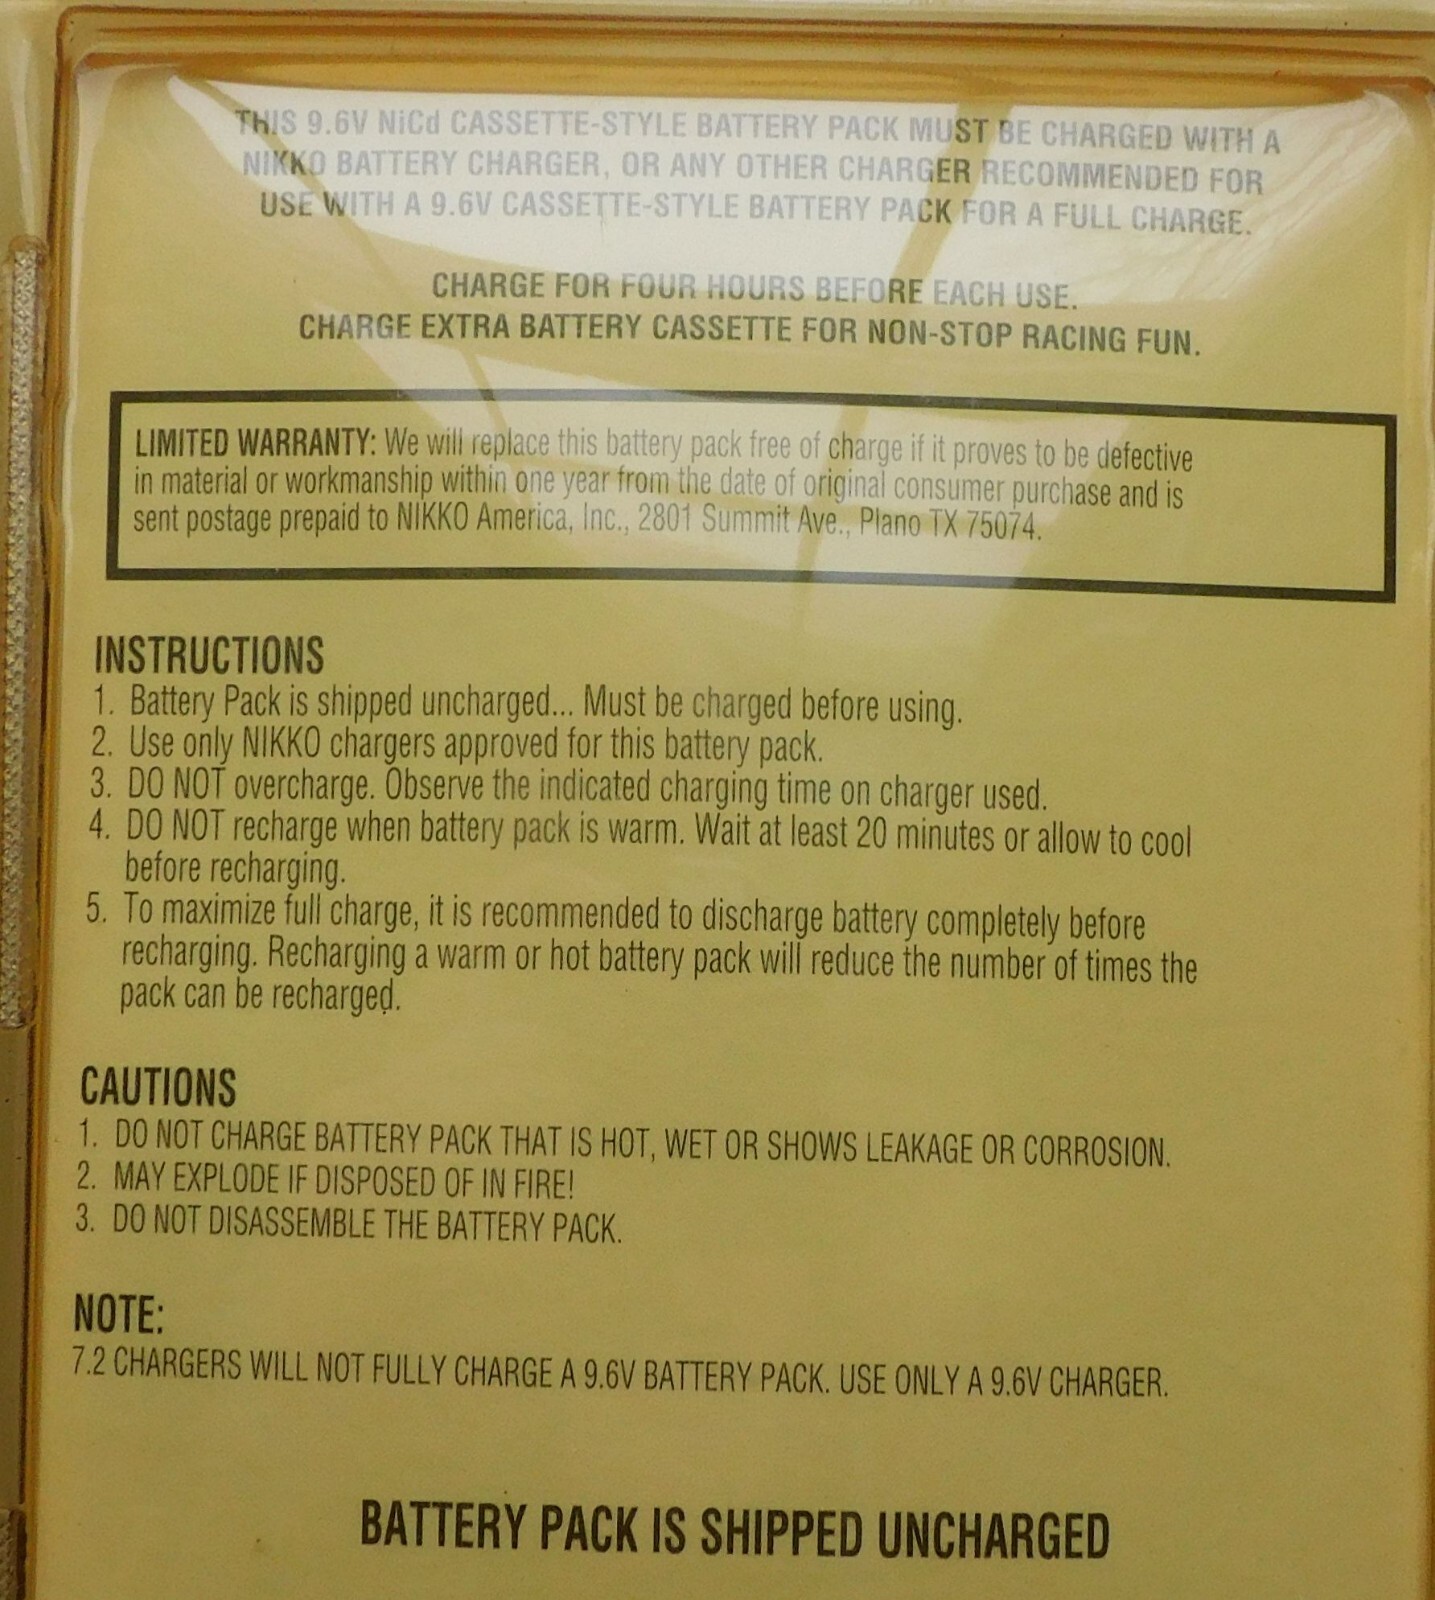 THIS 9.6V NiCd CASSETTE-STYLE BATTERY PACK MUST BE CHARGED WITH A
NIKKO BATTERY CHARGER, OR ANY OTHER CHARGER RECOMMENDED FOR
USE WITH A 9.6V CASSETTE-STYLE BATTERY PACK FOR A FULL CHARGE.
CHARGE FOR FOUR HOURS BEFORE EACH USE.
CHARGE EXTRA BATTERY CASSETTE FOR NON-STOP RACING FUN.
LIMITED WARRANTY: We will replace this battery pack free of charge if it proves to be defective
in material or workmanship within one year from the date of original consumer purchase and is
sent postage prepaid to NIKKO America, Inc., 2801 Summit Ave., Plano TX 75074.
INSTRUCTIONS
1. Battery Pack is shipped uncharged... Must be charged before using.
2. Use only NIKKO chargers approved for this battery pack.
3. DO NOT overcharge. Observe the indicated charging time on charger used.
4. DO NOT recharge when battery pack is warm. Wait at least 20 minutes or allow to cool
before recharging.
5. To maximize full charge, it is recommended to discharge battery completely before
recharging. Recharging a warm or hot battery pack will reduce the number of times the
pack can be recharged.
CAUTIONS
1. DO NOT CHARGE BATTERY PACK THAT IS HOT, WET OR SHOWS LEAKAGE OR CORROSION.
2. MAY EXPLODE IF DISPOSED OF IN FIRE!
3. DO NOT DISASSEMBLE THE BATTERY PACK.
NOTE:
7.2 CHARGERS WILL NOT FULLY CHARGE A 9.6V BATTERY PACK. USE ONLY A 9.6V CHARGER.
BATTERY PACK IS SHIPPED UNCHARGED